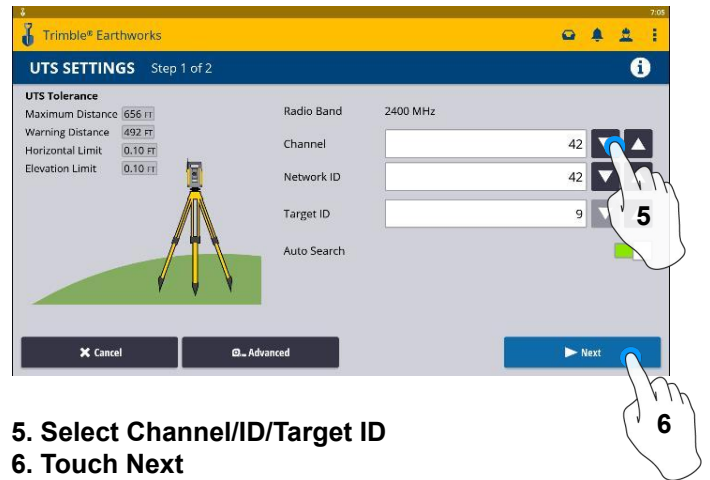 7:05
Trimble® Earthworks
UTS SETTINGS Step 1 of 2
UTS Tolerance
Maximum Distance 656 FT
Warning Distance 492 FT
Horizontal Limit 0.10 FT
Elevation Limit 0.10 FT
Radio Band 2400 MHz
Channel 42
Network ID 42
Target ID 9
Auto Search
5
Cancel
Advanced
Next
6
5. Select Channel/ID/Target ID
6. Touch Next